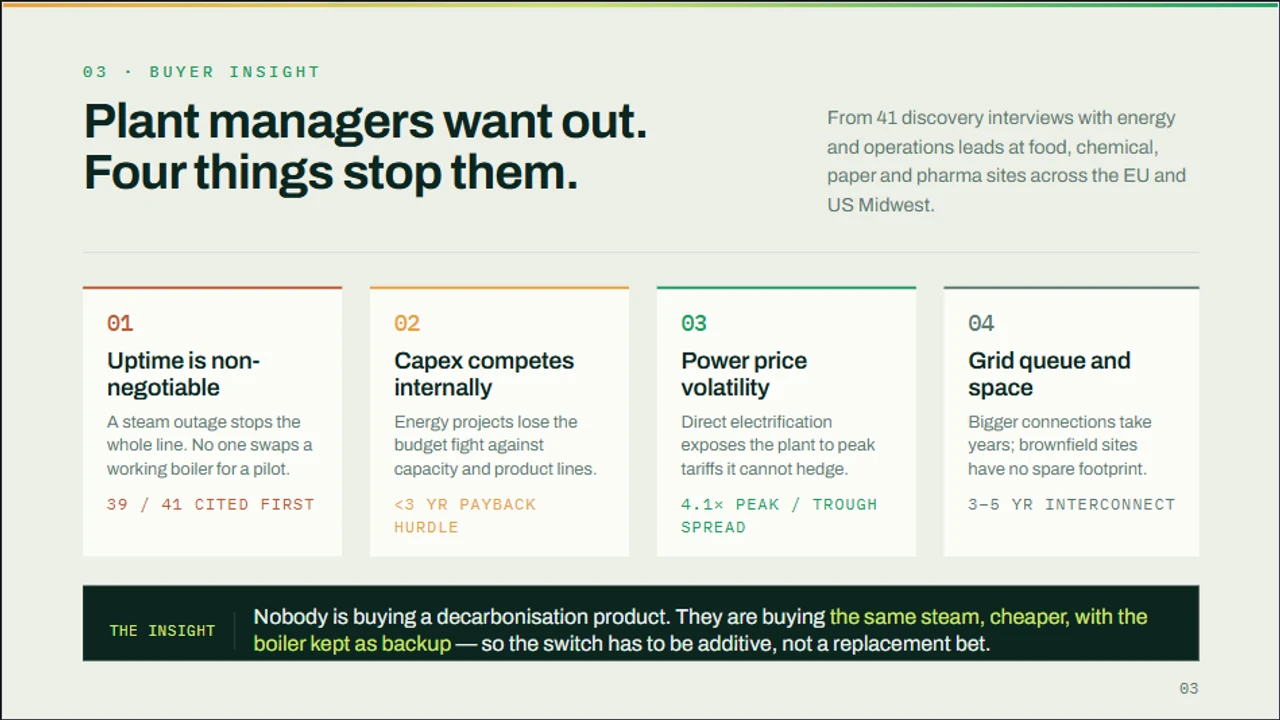 03 · BUYER INSIGHT
Plant managers want out.
Four things stop them.
From 41 discovery interviews with energy
and operations leads at food, chemical,
paper and pharma sites across the EU and
US Midwest.
01
Uptime is non-
negotiable
A steam outage stops the
whole line. No one swaps a
working boiler for a pilot.
39 / 41 CITED FIRST
02
Capex competes
internally
Energy projects lose the
budget fight against
capacity and product lines.
<3 YR PAYBACK
HURDLE
03
Power price
volatility
Direct electrification
exposes the plant to peak
tariffs it cannot hedge.
4.1× PEAK / TROUGH
SPREAD
04
Grid queue and
space
Bigger connections take
years; brownfield sites
have no spare footprint.
3–5 YR INTERCONNECT
THE INSIGHT
Nobody is buying a decarbonisation product. They are buying the same steam, cheaper, with the
boiler kept as backup — so the switch has to be additive, not a replacement bet.
03